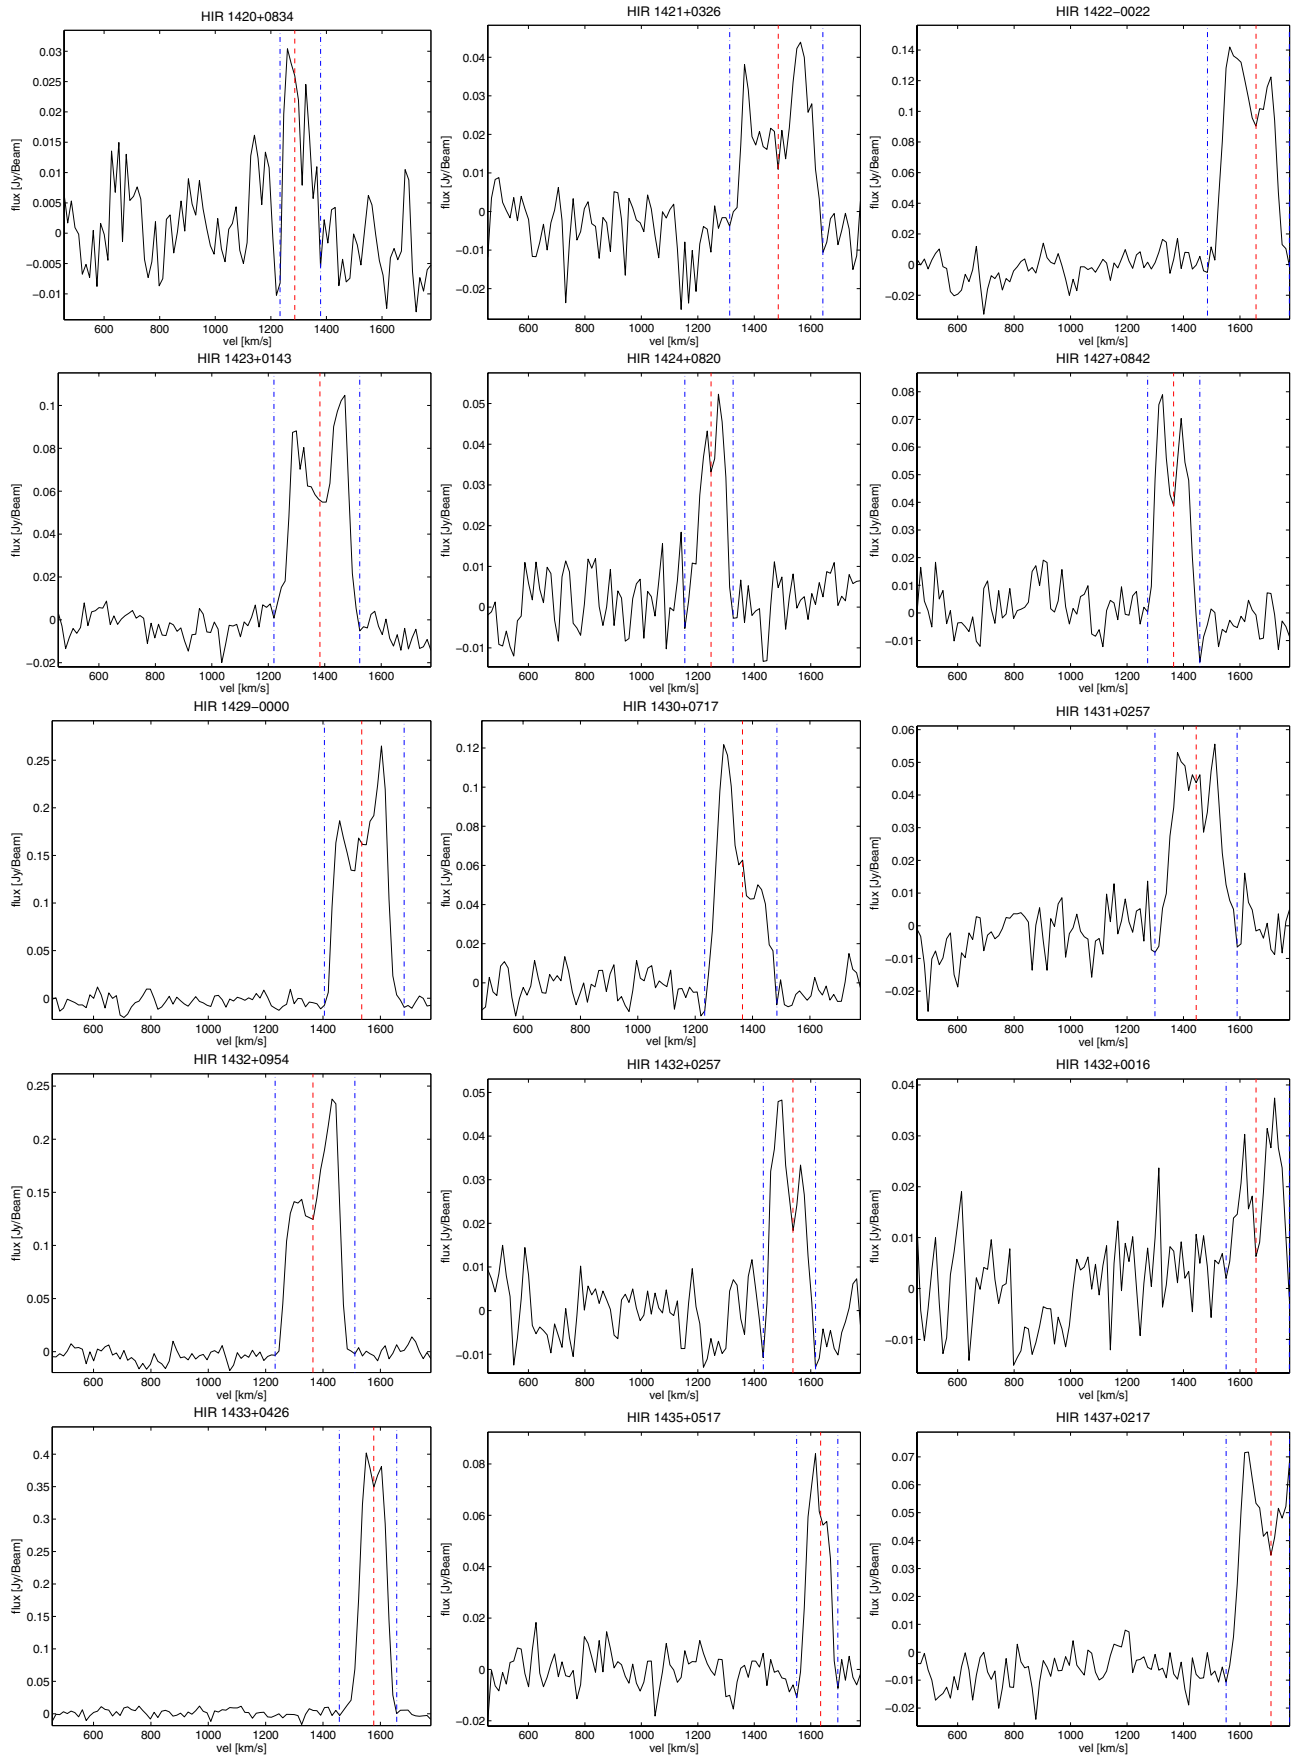 HIR 1420+0834
flux [Jy/Beam]
0.03
0.025
0.02
0.015
0.01
0.005
0
−0.005
−0.01
600 800 1000 1200 1400 1600
vel [km/s]
HIR 1421+0326
flux [Jy/Beam]
0.04
0.02
0
−0.02
600 800 1000 1200 1400 1600
vel [km/s]
HIR 1422−0022
flux [Jy/Beam]
0.14
0.12
0.1
0.08
0.06
0.04
0.02
0
−0.02
600 800 1000 1200 1400 1600
vel [km/s]
HIR 1423+0143
flux [Jy/Beam]
0.1
0.08
0.06
0.04
0.02
0
−0.02
600 800 1000 1200 1400 1600
vel [km/s]
HIR 1424+0820
flux [Jy/Beam]
0.05
0.04
0.03
0.02
0.01
0
−0.01
600 800 1000 1200 1400 1600
vel [km/s]
HIR 1427+0842
flux [Jy/Beam]
0.08
0.07
0.06
0.05
0.04
0.03
0.02
0.01
0
−0.01
600 800 1000 1200 1400 1600
vel [km/s]
HIR 1429−0000
flux [Jy/Beam]
0.25
0.2
0.15
0.1
0.05
0
600 800 1000 1200 1400 1600
vel [km/s]
HIR 1430+0717
flux [Jy/Beam]
0.12
0.1
0.08
0.06
0.04
0.02
0
600 800 1000 1200 1400 1600
vel [km/s]
HIR 1431+0257
flux [Jy/Beam]
0.06
0.05
0.04
0.03
0.02
0.01
0
−0.01
−0.02
600 800 1000 1200 1400 1600
vel [km/s]
HIR 1432+0954
flux [Jy/Beam]
0.25
0.2
0.15
0.1
0.05
0
600 800 1000 1200 1400 1600
vel [km/s]
HIR 1432+0257
flux [Jy/Beam]
0.05
0.04
0.03
0.02
0.01
0
−0.01
600 800 1000 1200 1400 1600
vel [km/s]
HIR 1432+0016
flux [Jy/Beam]
0.04
0.03
0.02
0.01
0
−0.01
600 800 1000 1200 1400 1600
vel [km/s]
HIR 1433+0426
flux [Jy/Beam]
0.4
0.35
0.3
0.25
0.2
0.15
0.1
0.05
0
600 800 1000 1200 1400 1600
vel [km/s]
HIR 1435+0517
flux [Jy/Beam]
0.08
0.06
0.04
0.02
0
−0.02
600 800 1000 1200 1400 1600
vel [km/s]
HIR 1437+0217
flux [Jy/Beam]
0.07
0.06
0.05
0.04
0.03
0.02
0.01
0
−0.01
−0.02
600 800 1000 1200 1400 1600
vel [km/s]